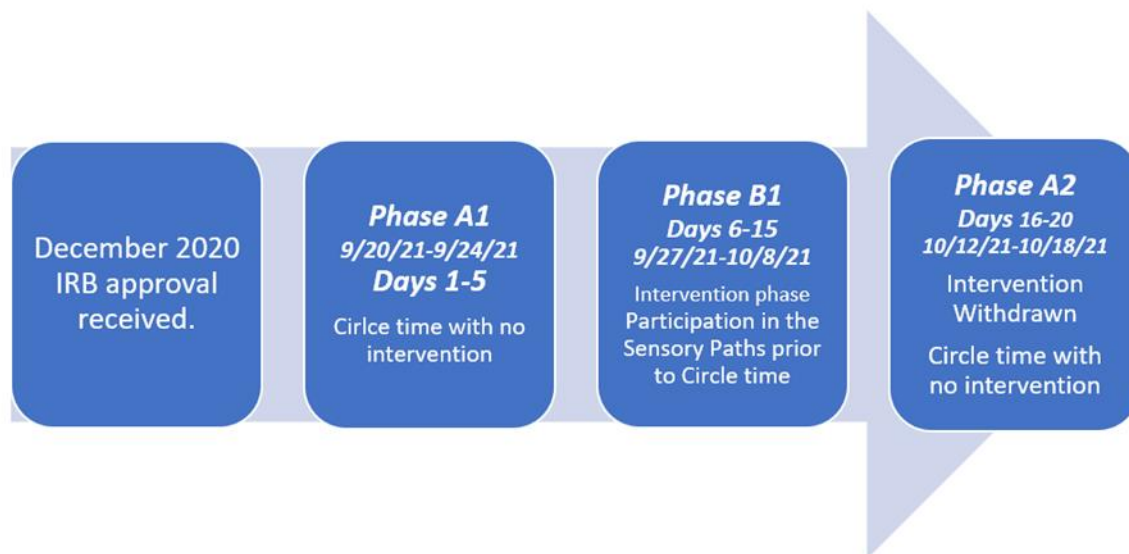 December 2020
IRB approval
received.
Phase A1
9/20/21-9/24/21
Days 1-5
Cirlce time with no
intervention
Phase B1
Days 6-15
9/27/21-10/8/21
Intervention phase
Participation in the
Sensory Paths prior
to Circle time
Phase A2
Days 16-20
10/12/21-10/18/21
Intervention
Withdrawn
Circle time with
no intervention